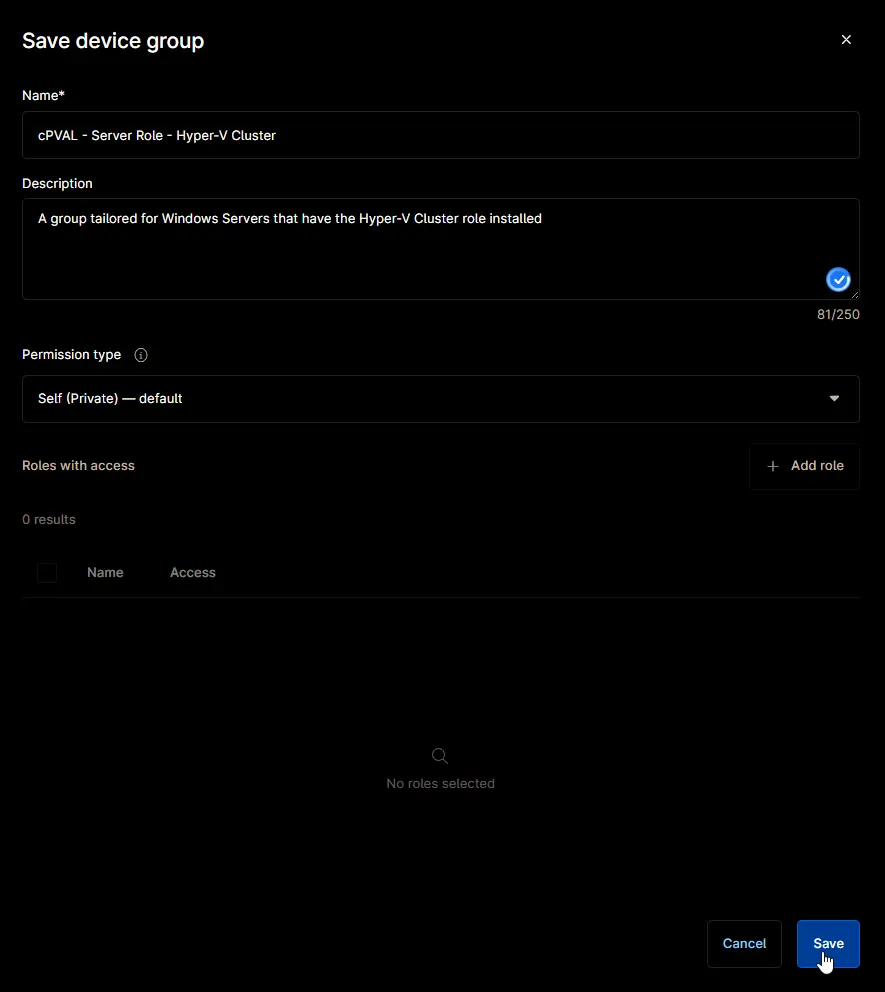 Save device group
Name*
cPVAL - Server Role - Hyper-V Cluster
Description
A group tailored for Windows Servers that have the Hyper-V Cluster role installed
81/250
Permission type
Self (Private) — default
Roles with access
Add role
0 results
Name Access
No roles selected
Cancel Save